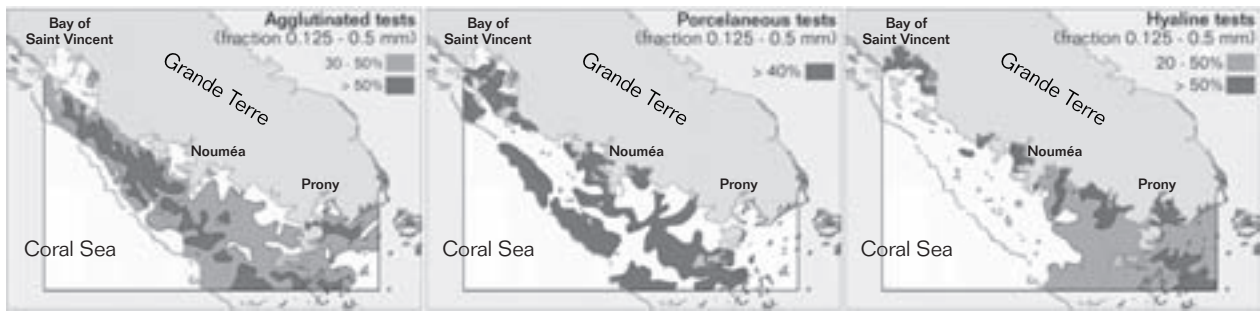 Agglutinated tests
(fraction 0.125 - 0.5 mm)
Bay of
Saint Vincent
20 - 50%
> 50%
Grande Terre
Nouméa
Prony
Coral Sea
Porcelaneous tests
(fraction 0.125 - 0.5 mm)
Bay of
Saint Vincent
> 40%
Grande Terre
Nouméa
Prony
Coral Sea
Hyaline tests
(fraction 0.125 - 0.5 mm)
Bay of
Saint Vincent
20 - 50%
> 50%
Grande Terre
Nouméa
Prony
Coral Sea